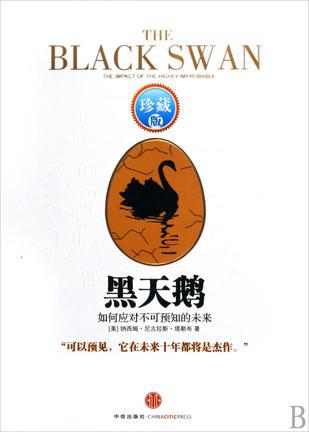 THE
BLACK SWAN
THE IMPACT OF THE HIGHLY IMPROBABLE
珍藏
版
黑天鹅
如何应对不可预知的未来
[美] 纳西姆·尼古拉斯·塔勒布 著
“可以预见，它在未来十年都将是杰作。”
中信出版社·CHINACITICPRESS
B